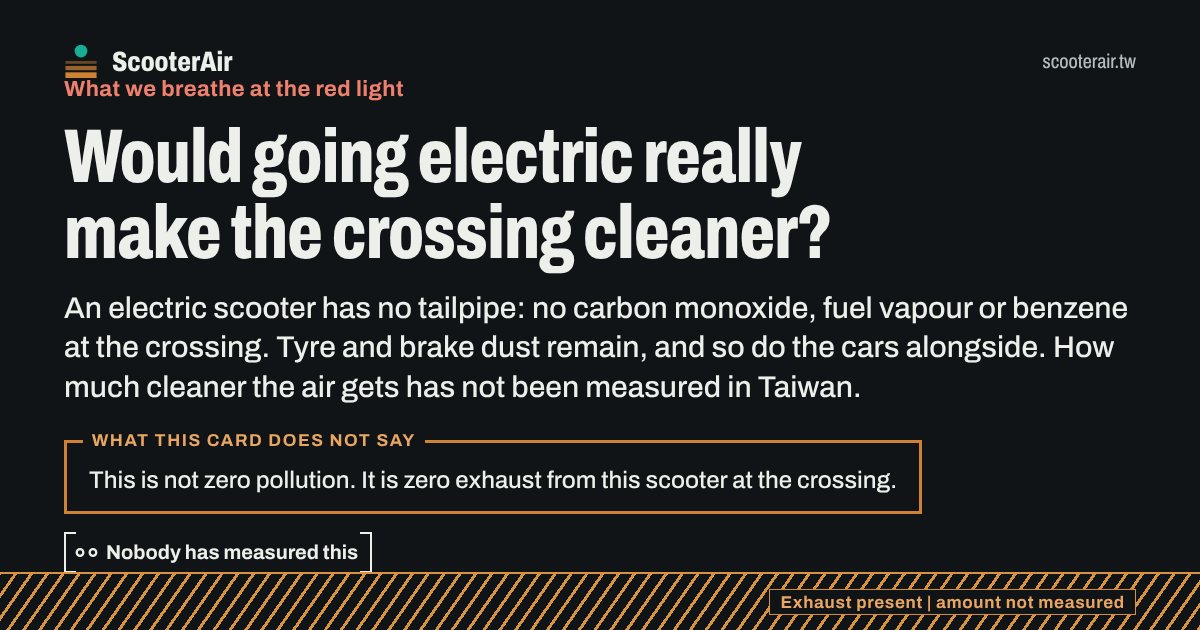 ScooterAir
scooterair.tw
What we breathe at the red light
Would going electric really
make the crossing cleaner?
An electric scooter has no tailpipe: no carbon monoxide, fuel vapour or benzene
at the crossing. Tyre and brake dust remain, and so do the cars alongside. How
much cleaner the air gets has not been measured in Taiwan.
WHAT THIS CARD DOES NOT SAY
This is not zero pollution. It is zero exhaust from this scooter at the crossing.
Nobody has measured this
Exhaust present | amount not measured